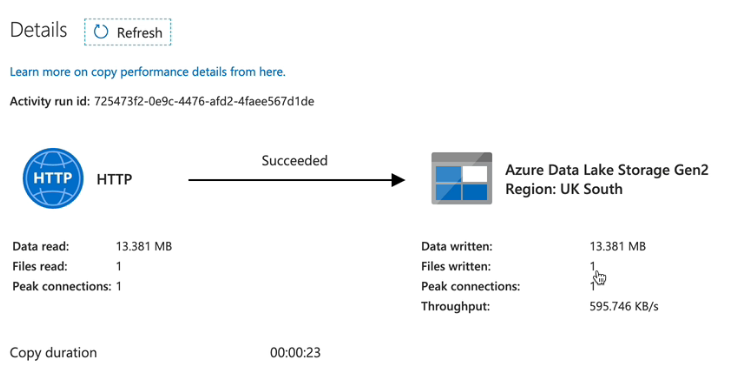 Details
Refresh
Learn more on copy performance details from here.
Activity run id: 725473f2-0e9c-4476-afd2-4faee567d1de
Succeeded
HTTP
HTTP
Azure Data Lake Storage Gen2
Region: UK South
Data read: 13.381 MB
Files read: 1
Peak connections: 1
Data written: 13.381 MB
Files written: 1
Peak connections: 1
Throughput: 595.746 KB/s
Copy duration 00:00:23